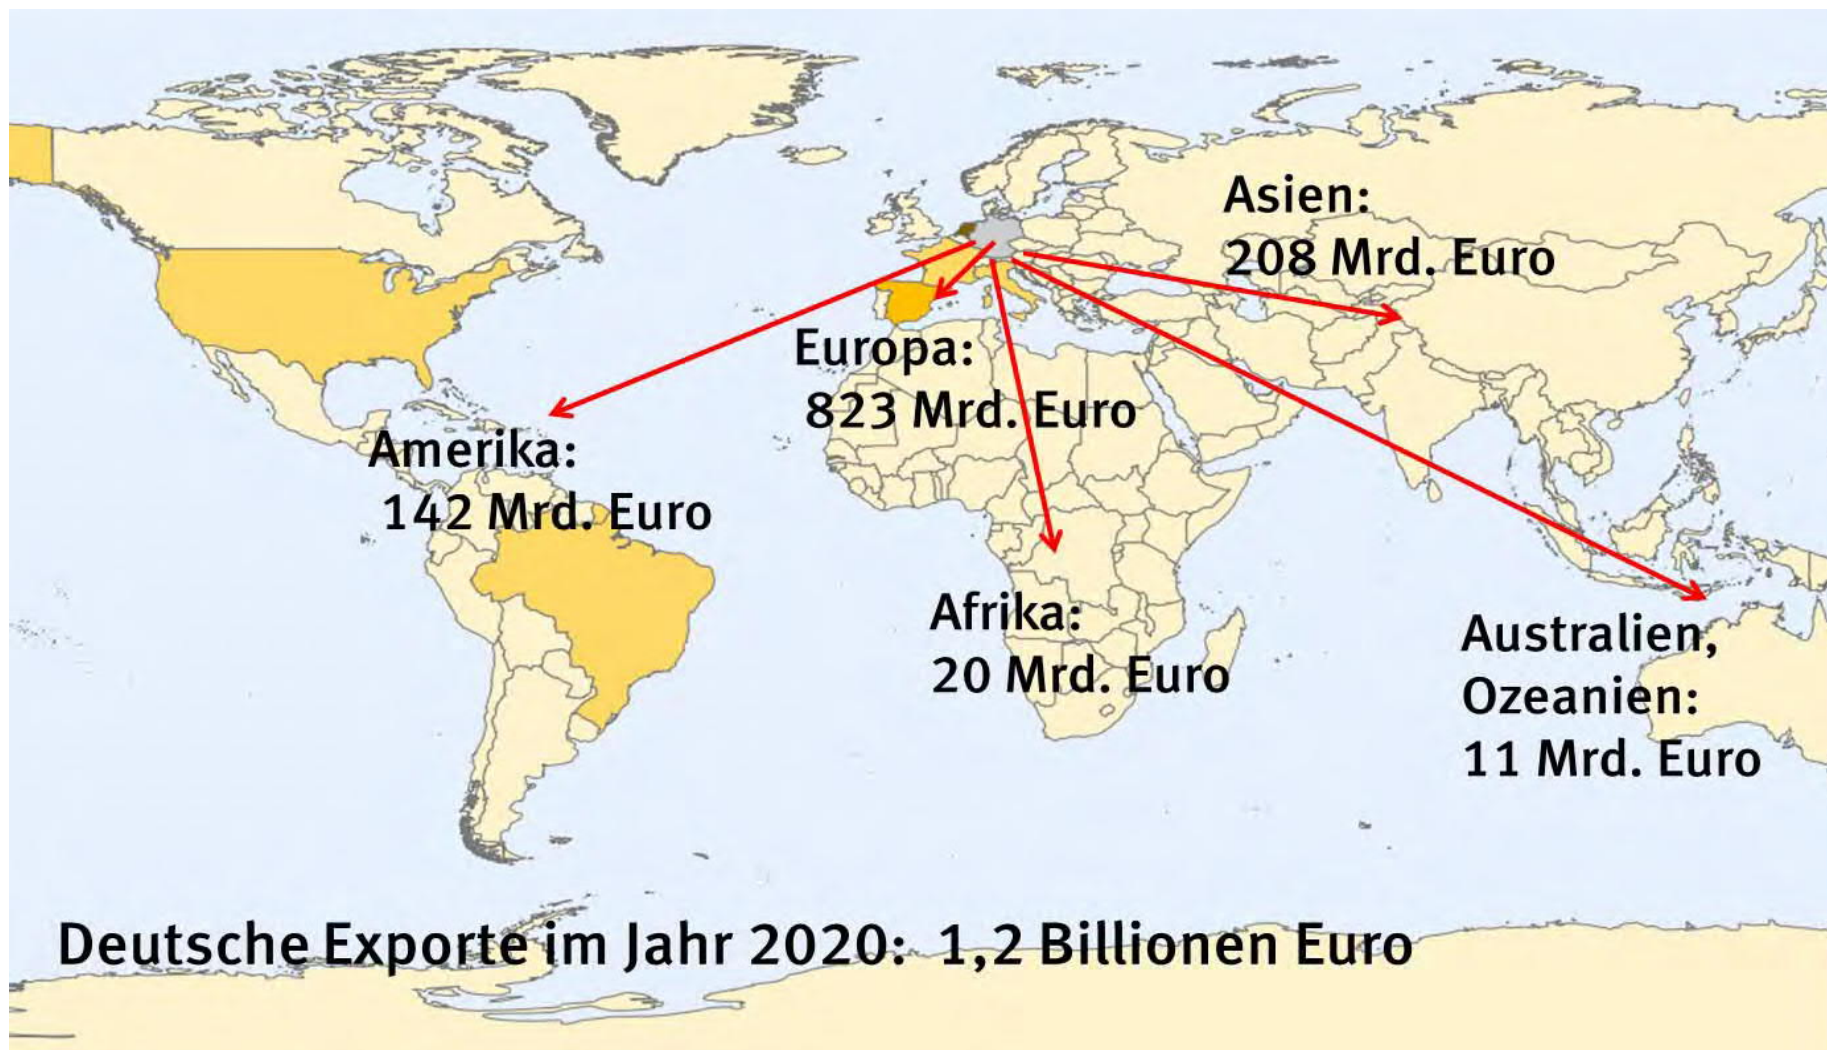 Asien:
208 Mrd. Euro
Europa:
823 Mrd. Euro
Amerika:
142 Mrd. Euro
Afrika:
20 Mrd. Euro
Australien,
Ozeanien:
11 Mrd. Euro
Deutsche Exporte im Jahr 2020: 1,2 Billionen Euro